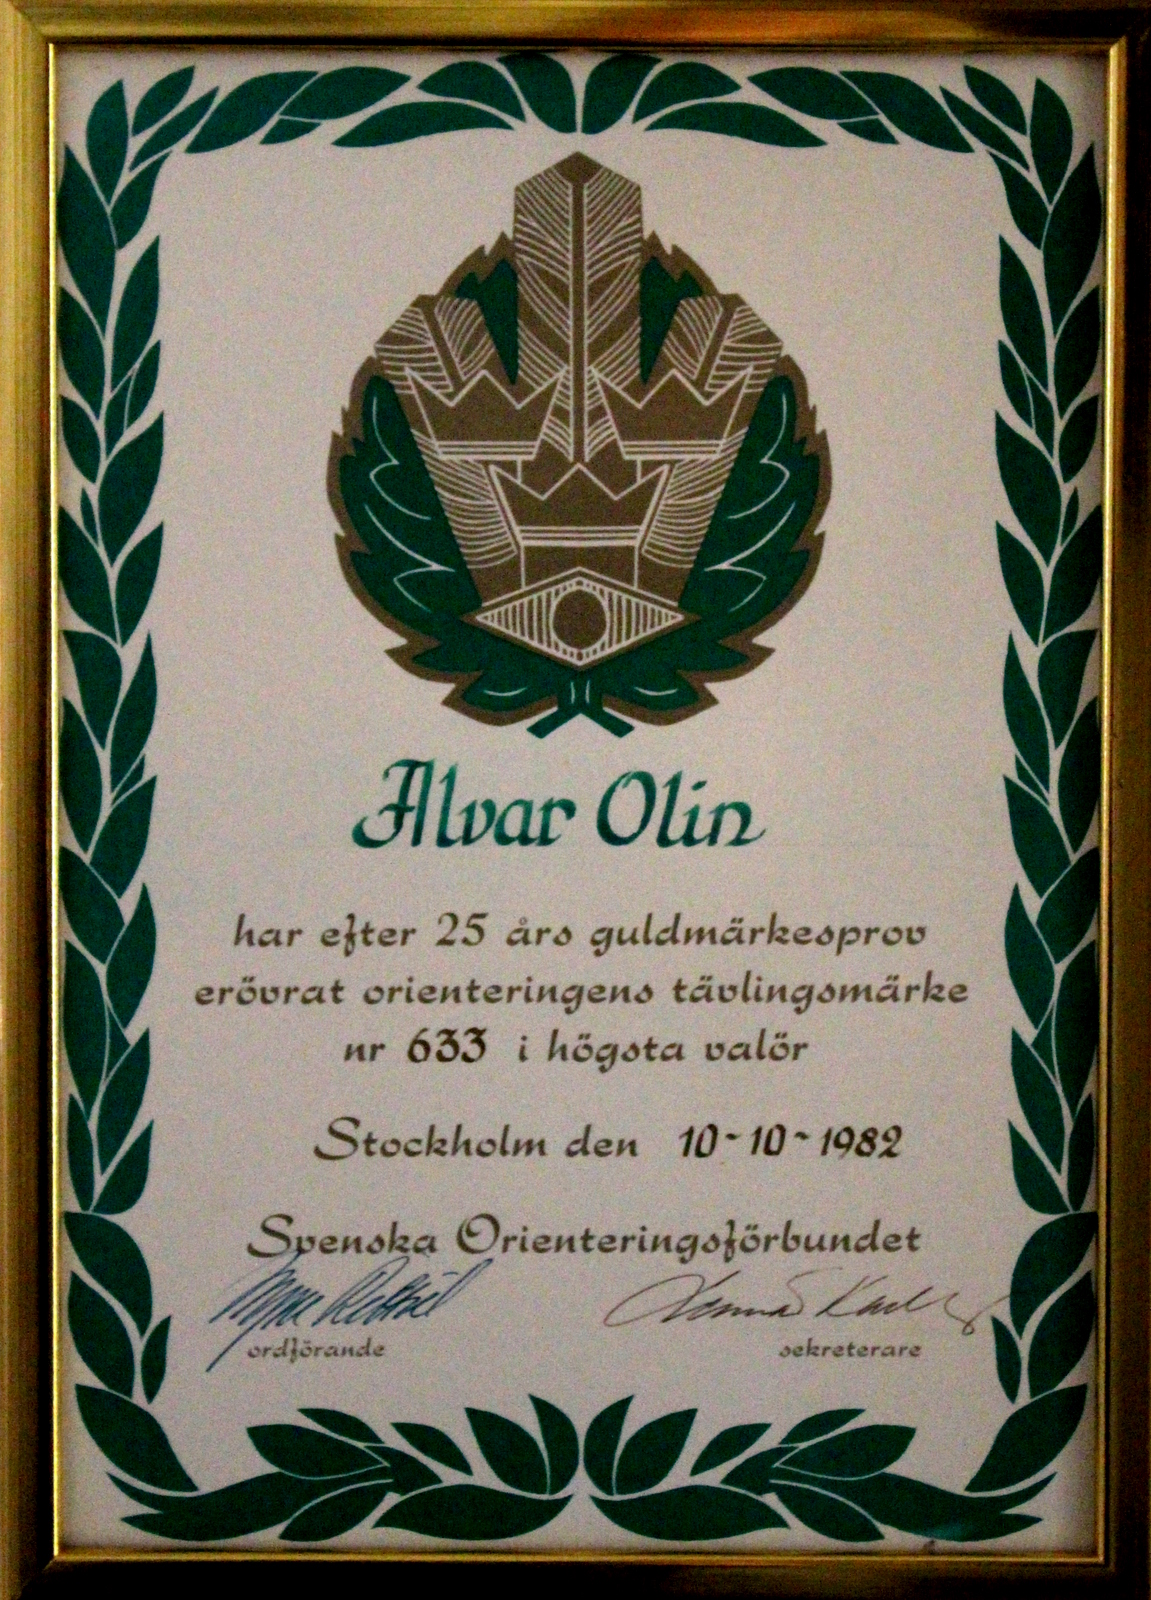 Alvar Olin
har efter 25 års guldmärkesprov
erövrat orienteringens tävlingsmärke
nr 633 i högsta valör
Stockholm den 10-10-1982
Svenska Orienteringsförbundet
ordförande sekreterare